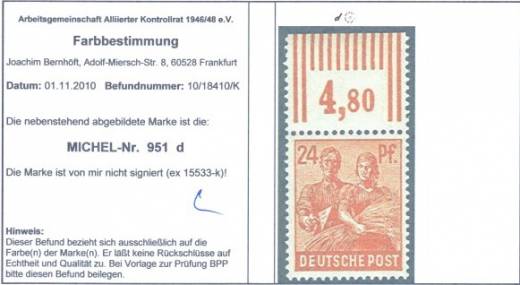 Arbeitsgemeinschaft Alliierter Kontrollrat 1946/48 e.V.
Farbbestimmung
Joachim Bernhöft, Adolf-Miersch-Str. 8, 60528 Frankfurt
Datum: 01.11.2010 Befundnummer: 10/18410/K
Die nebenstehend abgebildete Marke ist die:
MICHEL-Nr. 951 d
Die Marke ist von mir nicht signiert (ex 15533-k)!
Hinweis:
Dieser Befund bezieht sich ausschließlich auf die
Farbe(n) der Marke(n). Er läßt keine Rückschlüsse auf
Echtheit und Qualität zu. Bei Vorlage zur Prüfung BPP
bitte diesen Befund beilegen.
d
4,80
24 Pf.
DEUTSCHE POST